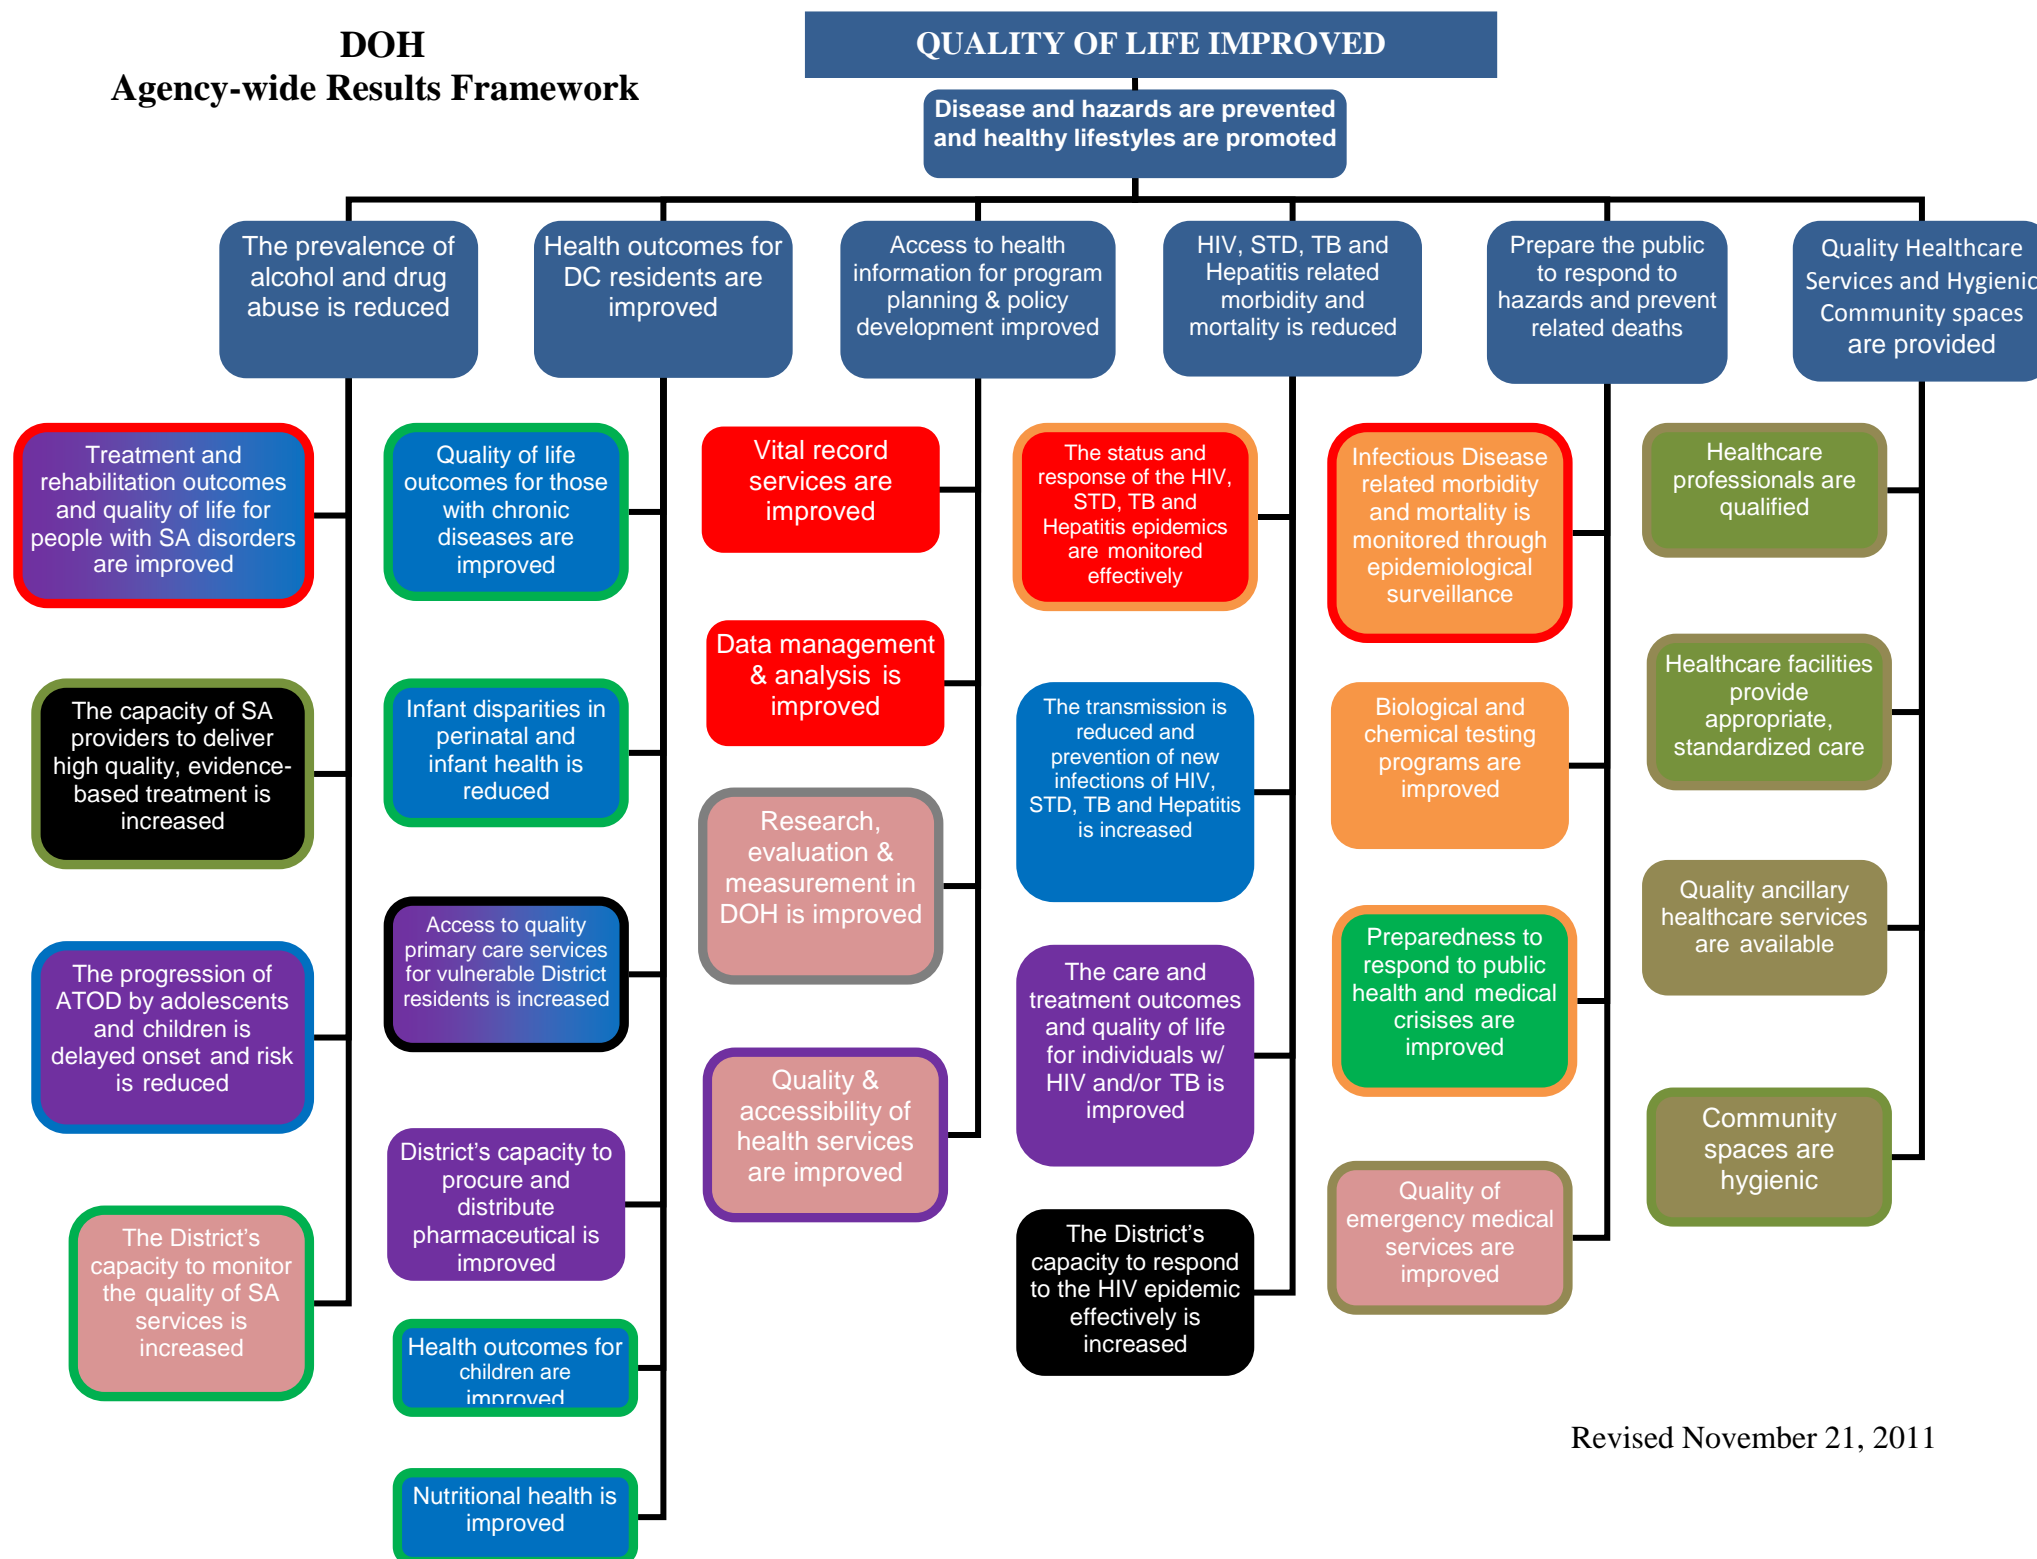 DOH
Agency-wide Results Framework
QUALITY OF LIFE IMPROVED
Disease and hazards are prevented
and healthy lifestyles are promoted
The prevalence of
alcohol and drug
abuse is reduced
Health outcomes for
DC residents are
improved
Access to health
information for program
planning & policy
development improved
HIV, STD, TB and
Hepatitis related
morbidity and
mortality is reduced
Prepare the public
to respond to
hazards and prevent
related deaths
Quality Healthcare
Services and Hygienic
Community spaces
are provided
Treatment and
rehabilitation outcomes
and quality of life for
people with SA disorders
are improved
The capacity of SA
providers to deliver
high quality, evidence-
based treatment is
increased
The progression of
ATOD by adolescents
and children is
delayed onset and risk
is reduced
The District's
capacity to monitor
the quality of SA
services is
increased
Quality of life
outcomes for those
with chronic
diseases are
improved
Infant disparities in
perinatal and
infant health is
reduced
Access to quality
primary care services
for vulnerable District
residents is increased
District's capacity to
procure and
distribute
pharmaceutical is
improved
Health outcomes for
children are
improved
Nutritional health is
improved
Vital record
services are
improved
Data management
& analysis is
improved
Research,
evaluation &
measurement in
DOH is improved
Quality &
accessibility of
health services
are improved
The status and
response of the HIV,
STD, TB and
Hepatitis epidemics
are monitored
effectively
The transmission is
reduced and
prevention of new
infections of HIV,
STD, TB and Hepatitis
is increased
The care and
treatment outcomes
and quality of life
for individuals w/
HIV and/or TB is
improved
The District's
capacity to respond
to the HIV epidemic
effectively is
increased
Infectious Disease
related morbidity
and mortality is
monitored through
epidemiological
surveillance
Biological and
chemical testing
programs are
improved
Preparedness to
respond to public
health and medical
crisises are
improved
Quality of
emergency medical
services are
improved
Healthcare
professionals are
qualified
Healthcare facilities
provide
appropriate,
standardized care
Quality ancillary
healthcare services
are available
Community
spaces are
hygienic
Revised November 21, 2011